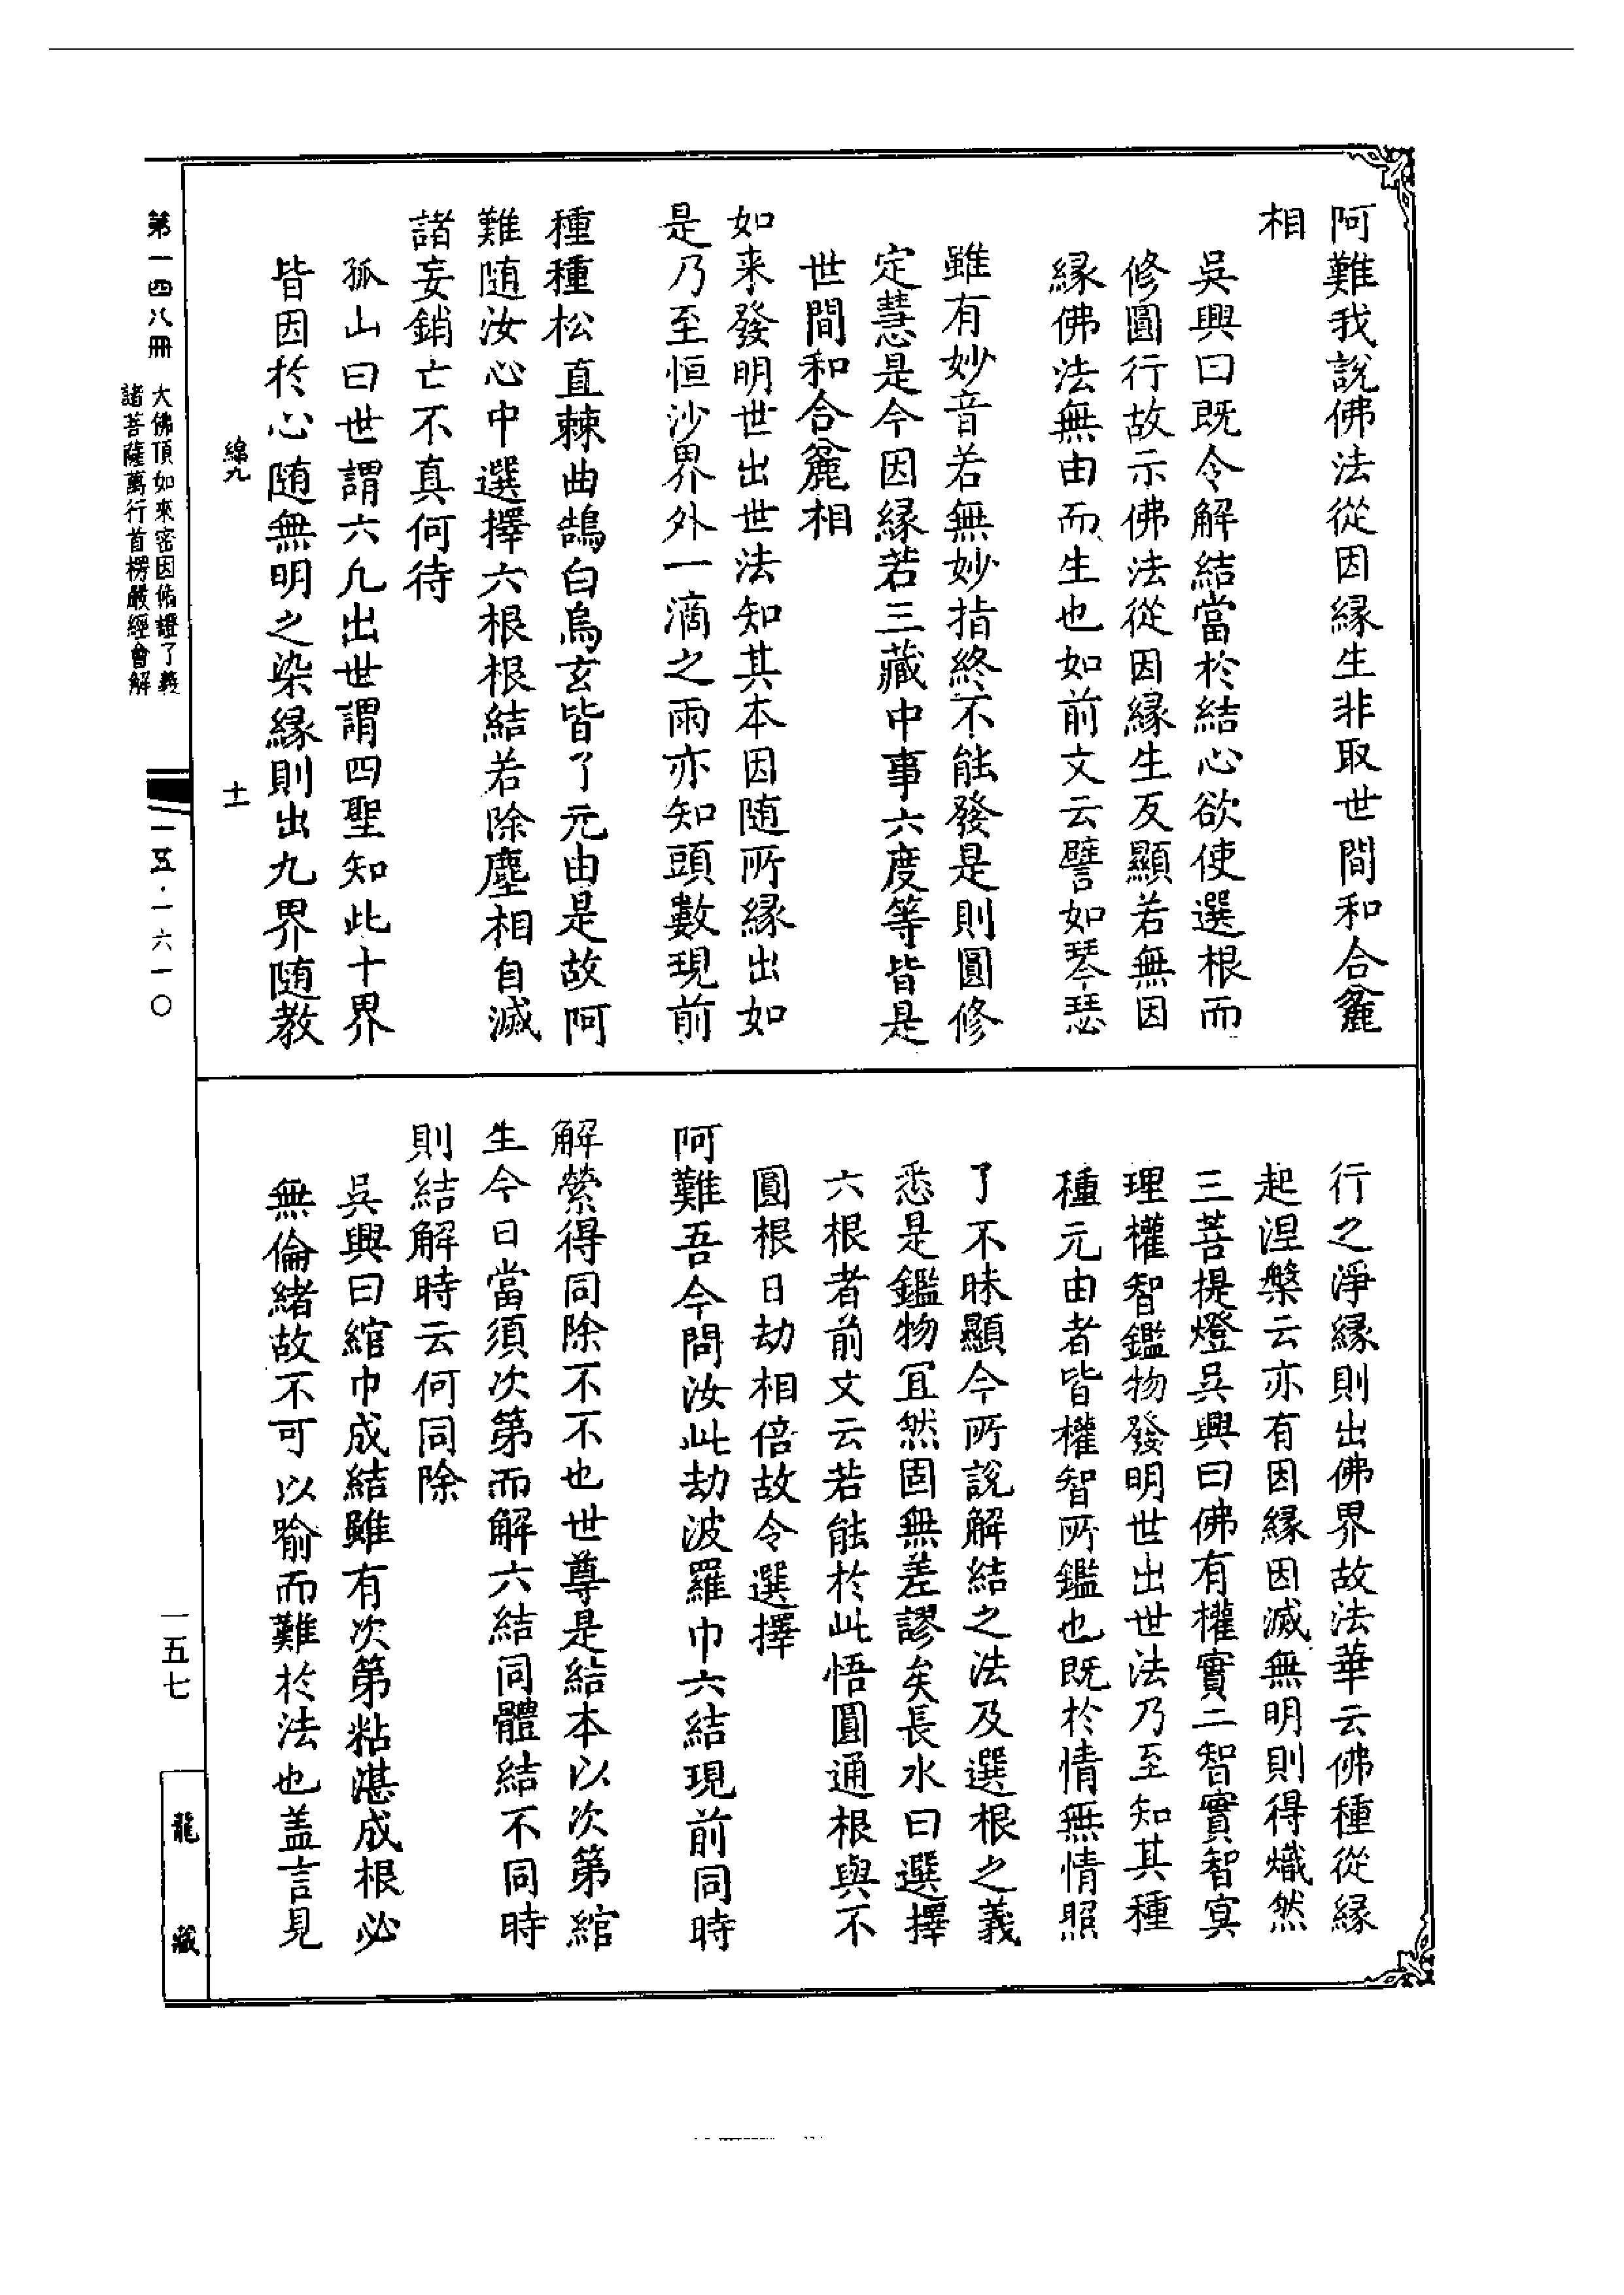 阿難我說佛法從因緣生非取世間和合麁
相
吳興曰既令解結當於結心欲使選根而
修圓行故示佛法從因緣生反顯若無因
緣佛法無由而生也如前文云譬如琴瑟
雖有妙音若無妙指終不能發是則圓修
定慧是今因緣若三藏中事六度等皆是
世間和合麁相
如来發明世出世法知其本因随所緣出如
是乃至恒沙界外一滴之雨亦知頭數現前
種種松直棘曲鵠白烏玄皆了元由是故阿
難随汝心中選擇六根根結若除塵相自滅
諸妄銷亡不真何待
孤山曰世謂六凢出世謂四聖知此十界
皆因於心随無明之染緣則出九界随教
行之淨緣則出佛界故法華云佛種從緣
起涅槃云亦有因緣因滅無明則得熾然
三菩提燈吳興曰佛有權實二智實智寘
理權智鑑物發明世出世法乃至知其種
種元由者皆權智所鑑也既於情無情照
了不昧顯今所說解結之法及選根之義
悉是鑑物冝然固無差謬矣長水曰選擇
六根者前文云若能於此悟圓通根與不
圓根日劫相倍故令選擇
阿難吾今問汝此劫波羅巾六結現前同時
解縈得同除不不也世尊是結本以次第綰
生今日當須次第而解六結同體結不同時
則結解時云何同除
吳興曰綰巾成結雖有次第粘湛成根必
無倫緒故不可以喻而難於法也盖言見
綿九
十一
第一四八冊
大佛頂如來密因修證了義
諸菩薩萬行首楞嚴經會解
一五·一六一〇
一五七
龍藏